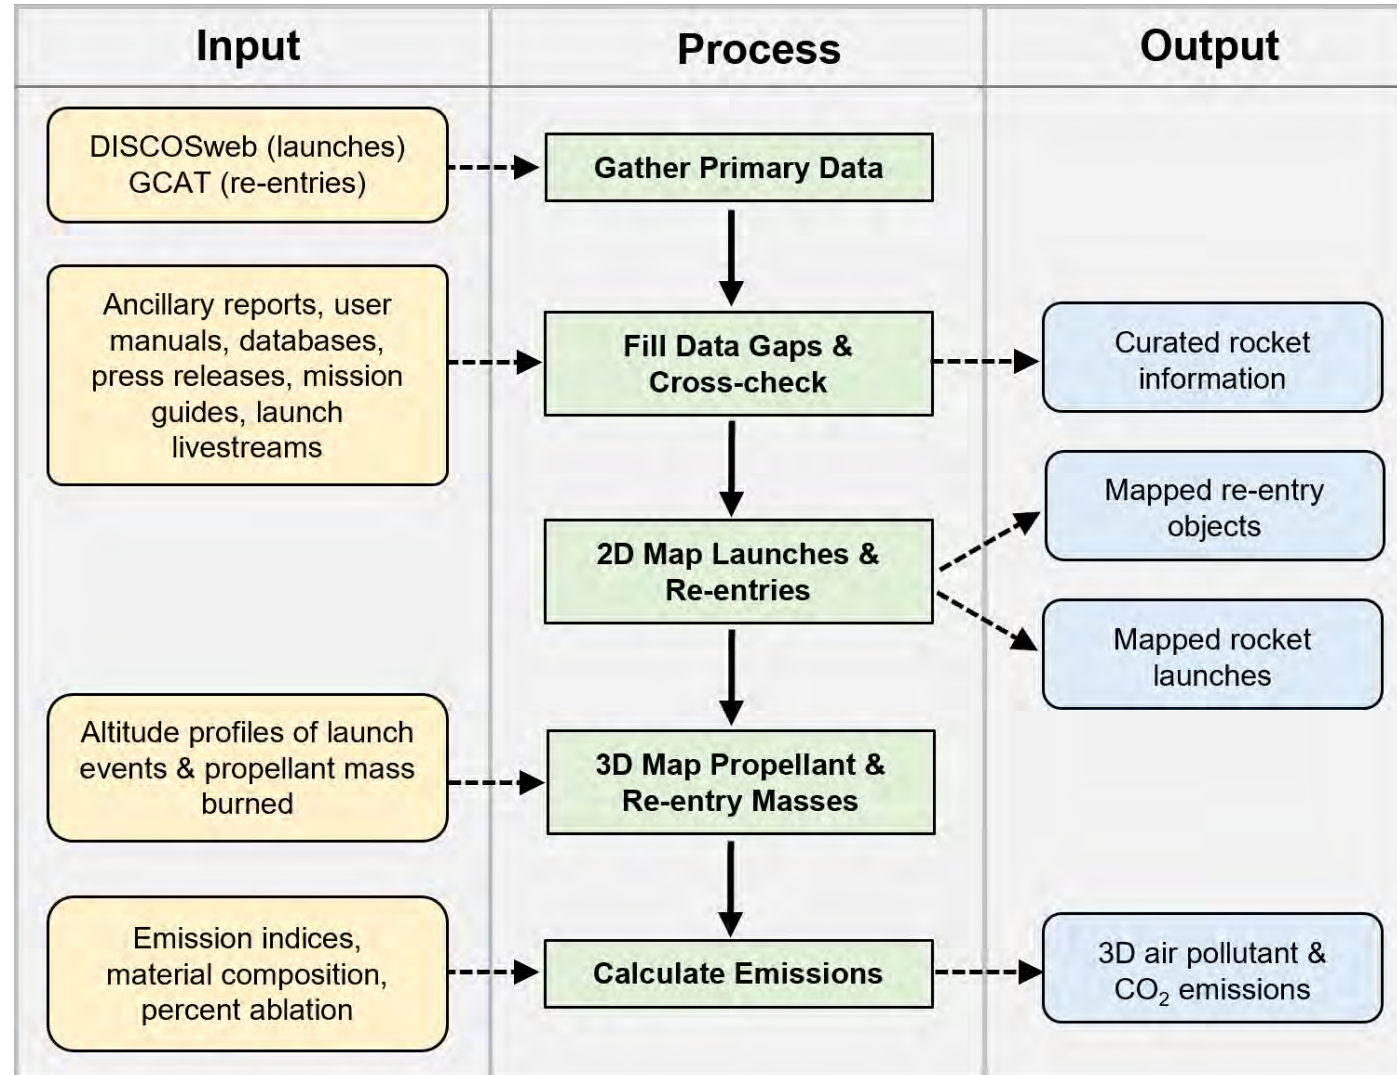 Input
Process
Output
DISCOSweb (launches)
GCAT (re-entries)
Gather Primary Data
Ancillary reports, user
manuals, databases,
press releases, mission
guides, launch
livestreams
Fill Data Gaps &
Cross-check
Curated rocket
information
2D Map Launches &
Re-entries
Mapped re-entry
objects
Mapped rocket
launches
Altitude profiles of launch
events & propellant mass
burned
3D Map Propellant &
Re-entry Masses
Emission indices,
material composition,
percent ablation
Calculate Emissions
3D air pollutant &
CO₂ emissions